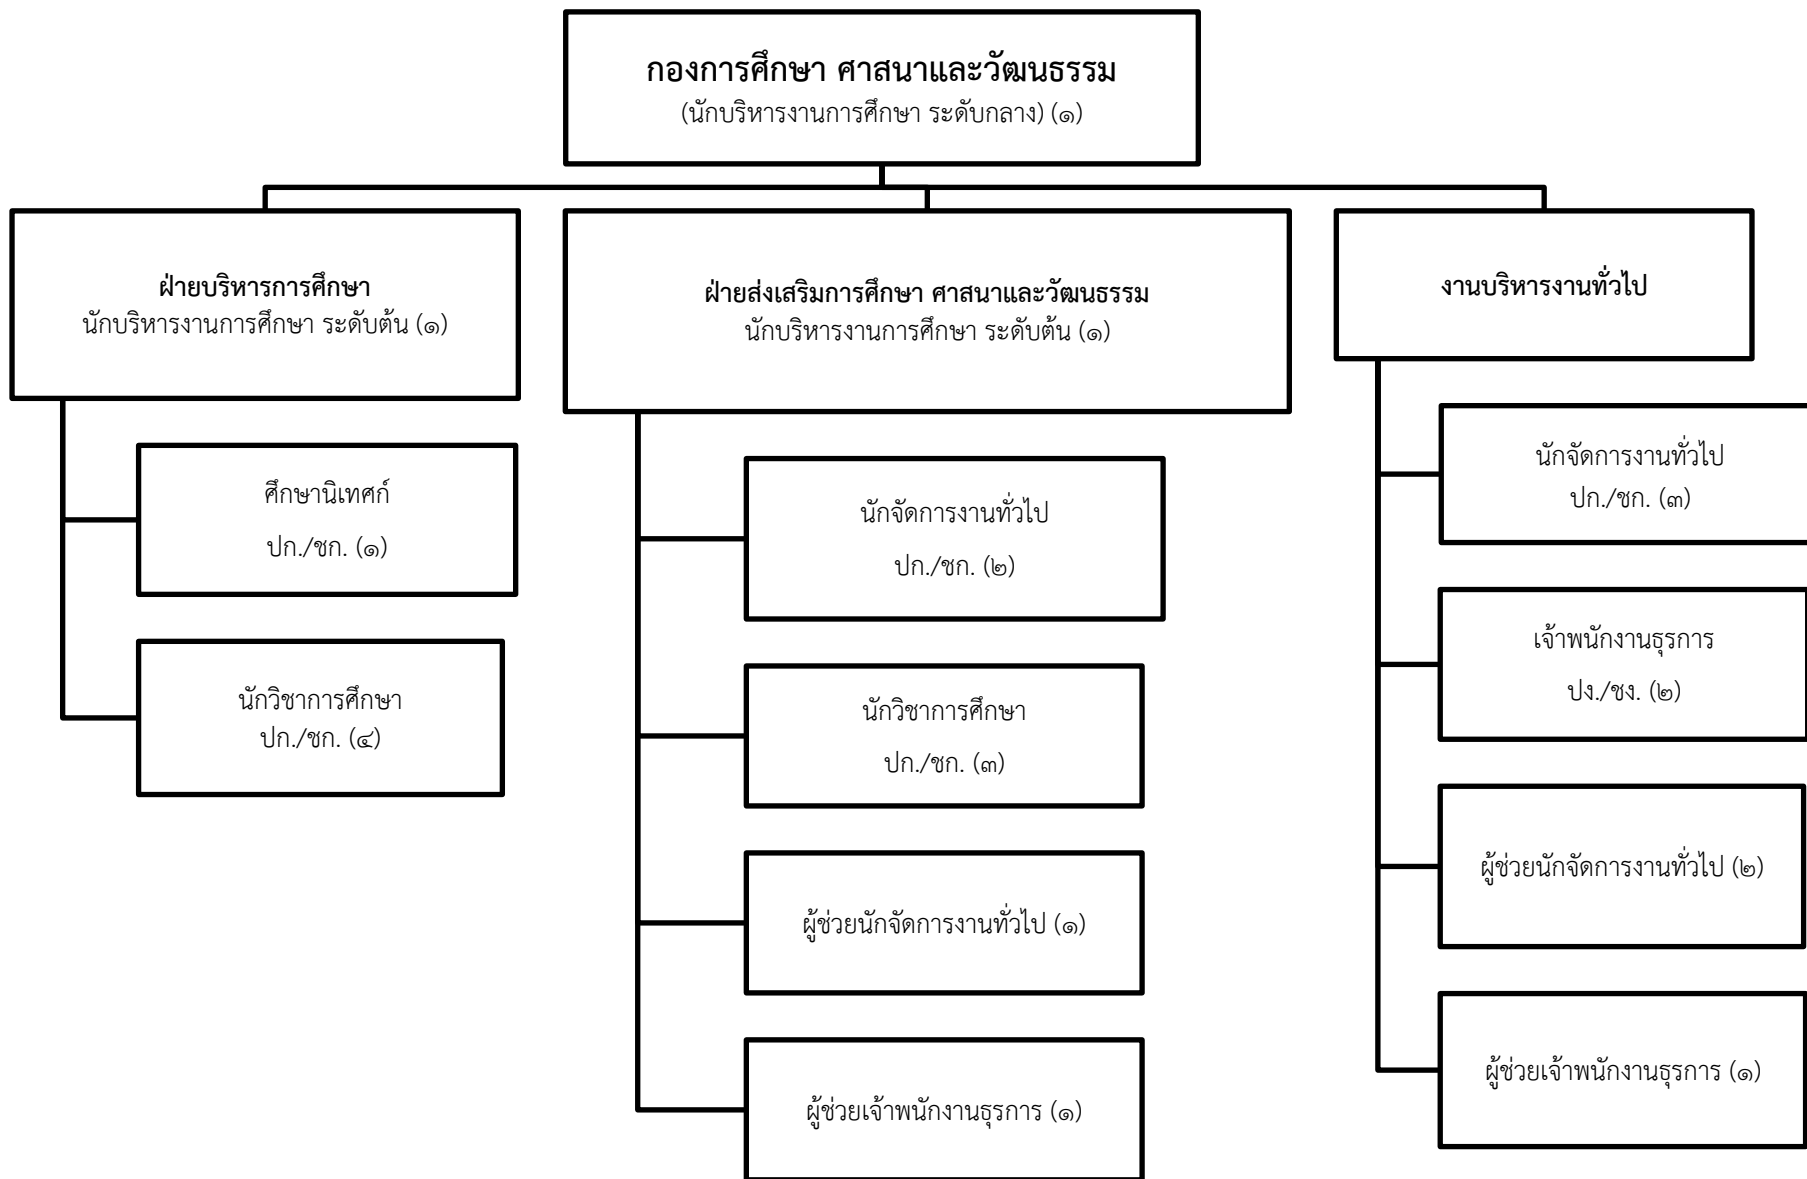 กองการศึกษา ศาสนาและวัฒนธรรม
(นักบริหารงานการศึกษา ระดับกลาง) (๑)
ฝ่ายบริหารการศึกษา
นักบริหารงานการศึกษา ระดับต้น (๑)
ศึกษานิเทศก์
ปก./ชก. (๑)
นักวิชาการศึกษา
ปก./ชก. (๔)
ฝ่ายส่งเสริมการศึกษา ศาสนาและวัฒนธรรม
นักบริหารงานการศึกษา ระดับต้น (๑)
นักจัดการงานทั่วไป
ปก./ชก. (๒)
นักวิชาการศึกษา
ปก./ชก. (๓)
ผู้ช่วยนักจัดการงานทั่วไป (๑)
ผู้ช่วยเจ้าพนักงานธุรการ (๑)
งานบริหารงานทั่วไป
นักจัดการงานทั่วไป
ปก./ชก. (๓)
เจ้าพนักงานธุรการ
ปง./ชง. (๒)
ผู้ช่วยนักจัดการงานทั่วไป (๒)
ผู้ช่วยเจ้าพนักงานธุรการ (๑)